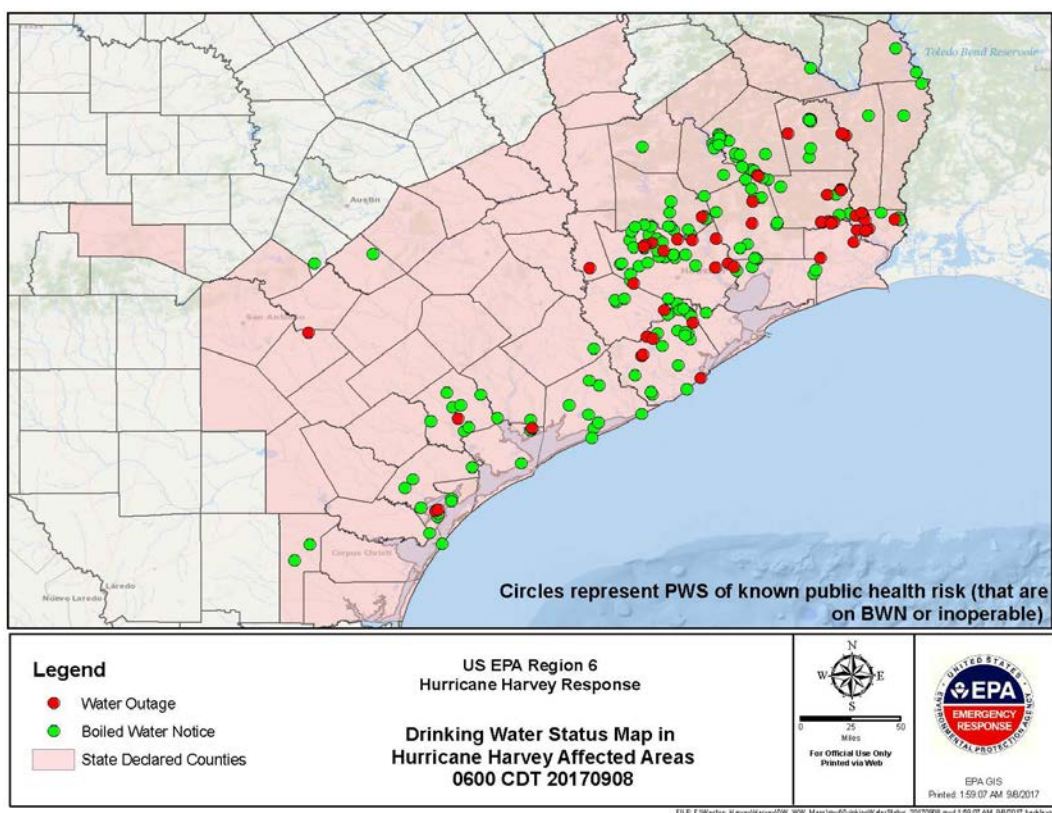 Toledo Bend Reservoir
Austin
San Antonio
Corpus Christi
Laredo
Nuevo Laredo
Circles represent PWS of known public health risk (that are
on BWN or inoperable)
Legend
Water Outage
Boiled Water Notice
State Declared Counties
US EPA Region 6
Hurricane Harvey Response
Drinking Water Status Map in
Hurricane Harvey Affected Areas
0600 CDT 20170908
N
W E
S
0 25 50
Miles
For Official Use Only
Printed via Web
UNITED STATES
EPA
EMERGENCY
RESPONSE
ENVIRONMENTAL PROTECTION AGENCY
EPA GIS
Printed: 1:59:07 AM 9/8/2017